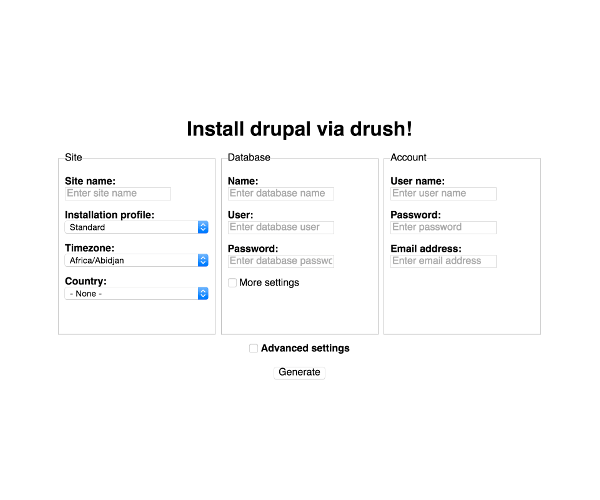 Install drupal via drush!
Site
Site name:
Enter site name
Installation profile:
Standard
Timezone:
Africa/Abidjan
Country:
- None -
Database
Name:
Enter database name
User:
Enter database user
Password:
Enter database passwc
More settings
Account
User name:
Enter user name
Password:
Enter password
Email address:
Enter email address
Advanced settings
Generate